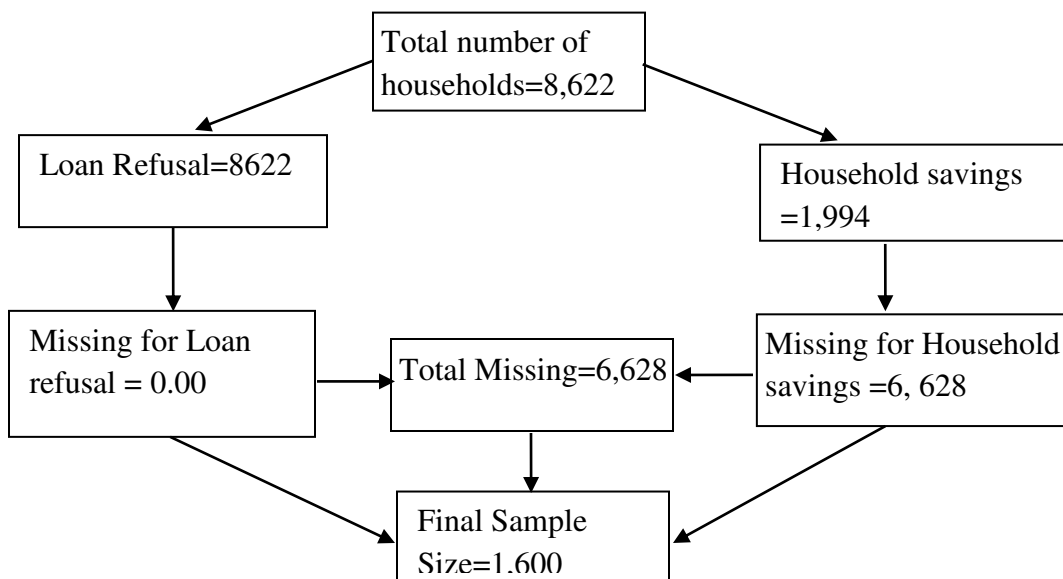 Total number of
households=8,622
Loan Refusal=8622
Household savings
=1,994
Missing for Loan
refusal = 0.00
Total Missing=6,628
Missing for Household
savings =6, 628
Final Sample
Size=1,600